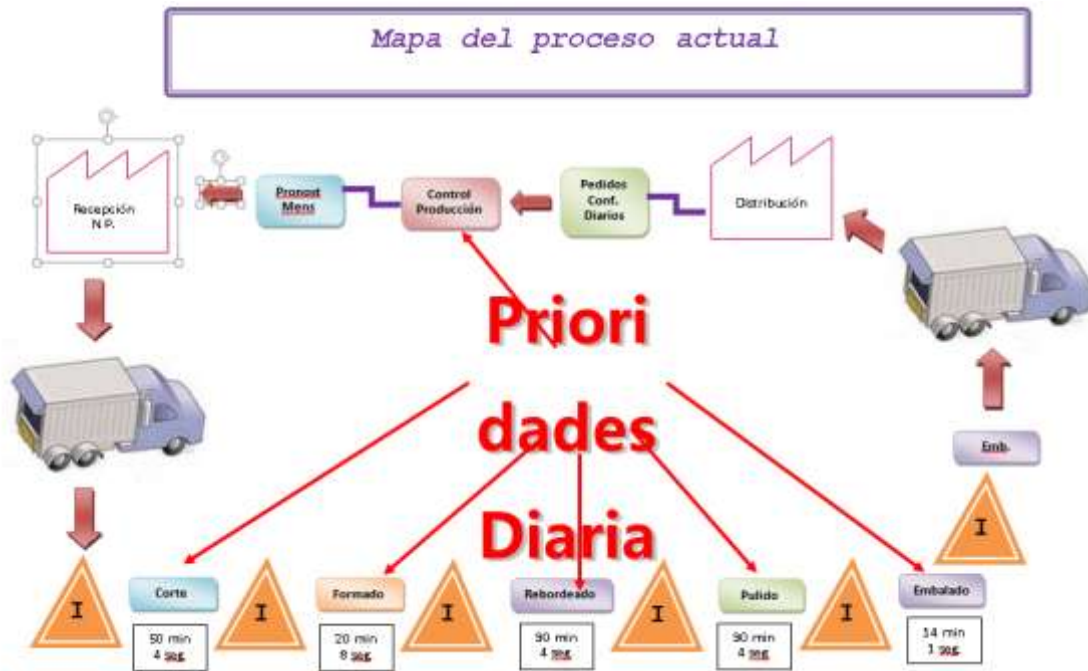 Mapa del proceso actual
Recepción
N P.
Pronost
Mens
Control
Producción
Pedidos
Conf.
Diarios
Distribución
Priori
dades
Diaria
Emb.
I
I
I
I
I
I
Corte
Formado
Rebordeado
Pulido
Embalado
50 min
4 seg
20 min
8 seg
90 min
4 seg
90 min
4 seg
34 min
1 seg